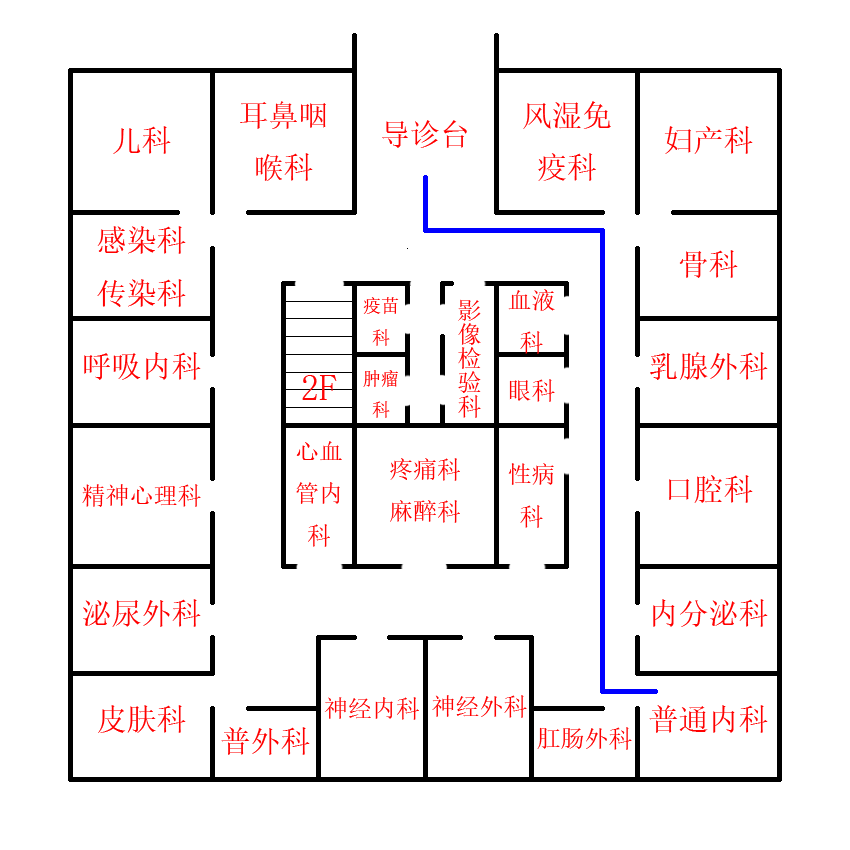 儿科
耳鼻咽
喉科
导诊台
风湿免
疫科
妇产科
感染科
传染科
骨科
疫苗
科
影像检验科
血液
科
呼吸内科
2F
肿瘤
科
眼科
乳腺外科
心血
管内
科
疼痛科
麻醉科
性病
科
精神心理科
口腔科
泌尿外科
内分泌科
皮肤科
普外科
神经内科
神经外科
肛肠外科
普通内科